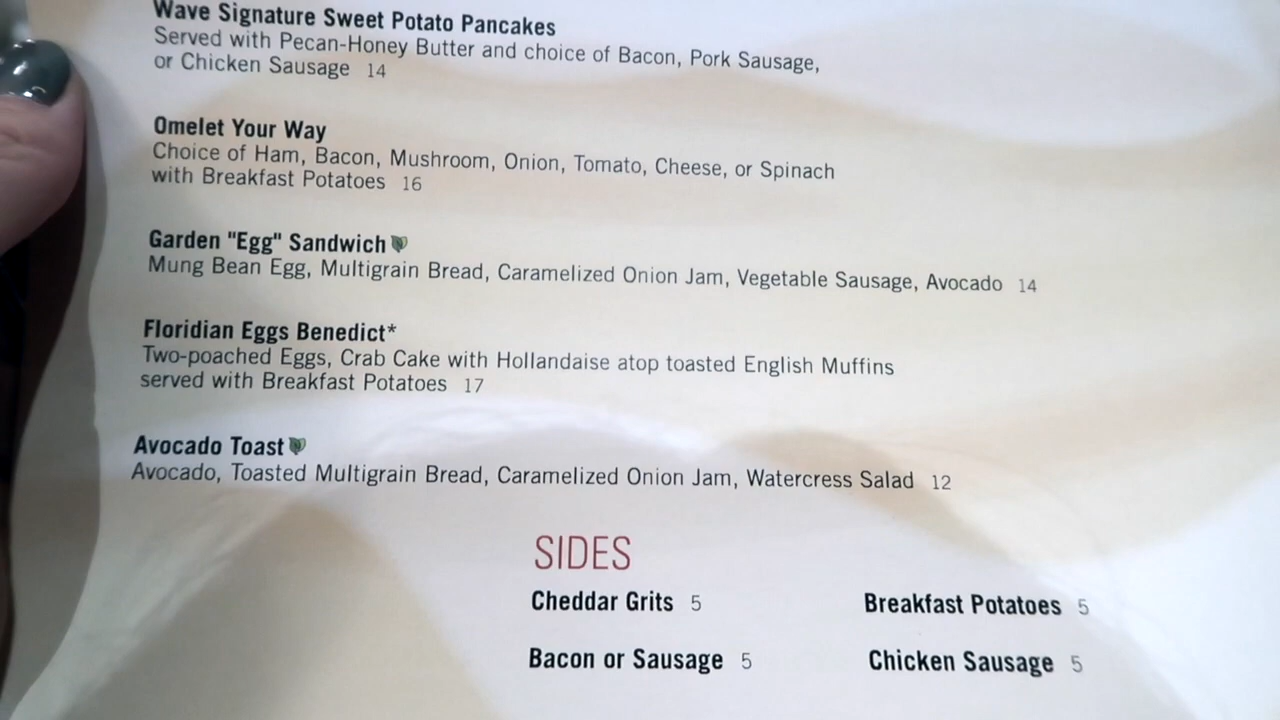 Wave Signature Sweet Potato Pancakes
Served with Pecan-Honey Butter and choice of Bacon, Pork Sausage,
or Chicken Sausage 14
Omelet Your Way
Choice of Ham, Bacon, Mushroom, Onion, Tomato, Cheese, or Spinach
with Breakfast Potatoes 16
Garden "Egg" Sandwich
Mung Bean Egg, Multigrain Bread, Caramelized Onion Jam, Vegetable Sausage, Avocado 14
Floridian Eggs Benedict*
Two-poached Eggs, Crab Cake with Hollandaise atop toasted English Muffins
served with Breakfast Potatoes 17
Avocado Toast
Avocado, Toasted Multigrain Bread, Caramelized Onion Jam, Watercress Salad 12
SIDES
Cheddar Grits 5
Breakfast Potatoes 5
Bacon or Sausage 5
Chicken Sausage 5